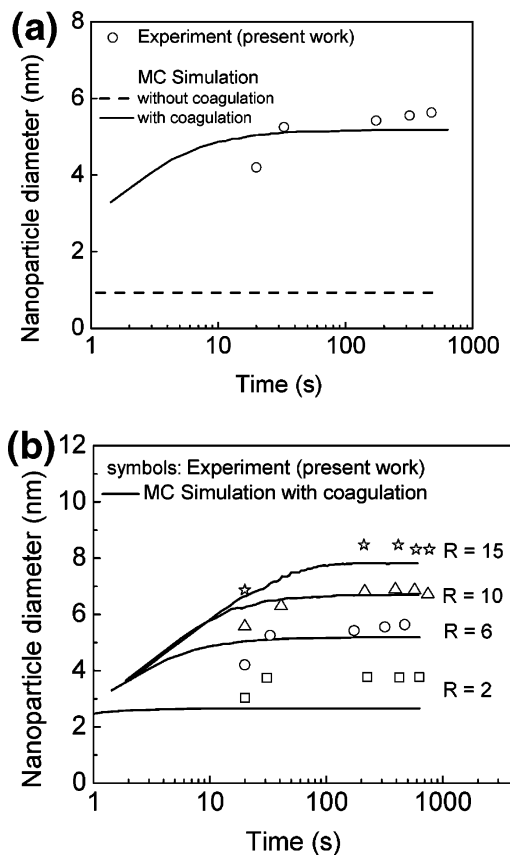 (a)
8
6
4
2
0
Nanoparticle diameter (nm)
Experiment (present work)
MC Simulation
without coagulation
with coagulation
1 10 100 1000
Time (s)
(b)
12
10
8
6
4
2
0
Nanoparticle diameter (nm)
symbols: Experiment (present work)
MC Simulation with coagulation
R = 15
R = 10
R = 6
R = 2
1 10 100 1000
Time (s)